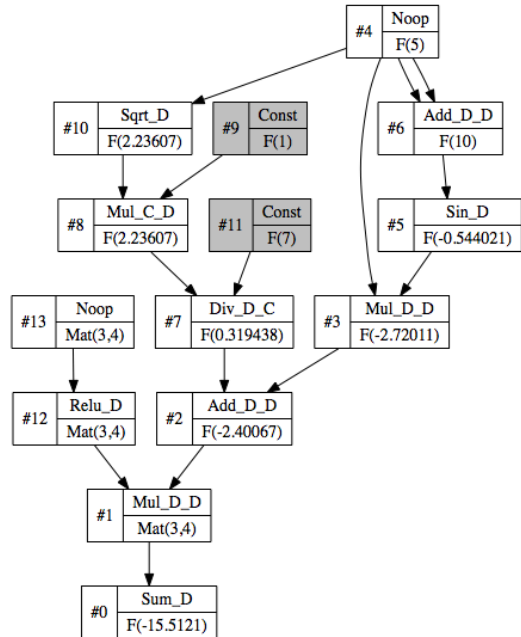 #4 Noop
F(5)
#10 Sqrt_D
F(2.23607)
#9 Const
F(1)
#6 Add_D_D
F(10)
#8 Mul_C_D
F(2.23607)
#11 Const
F(7)
#5 Sin_D
F(-0.544021)
#13 Noop
Mat(3,4)
#7 Div_D_C
F(0.319438)
#3 Mul_D_D
F(-2.72011)
#12 Relu_D
Mat(3,4)
#2 Add_D_D
F(-2.40067)
#1 Mul_D_D
Mat(3,4)
#0 Sum_D
F(-15.5121)